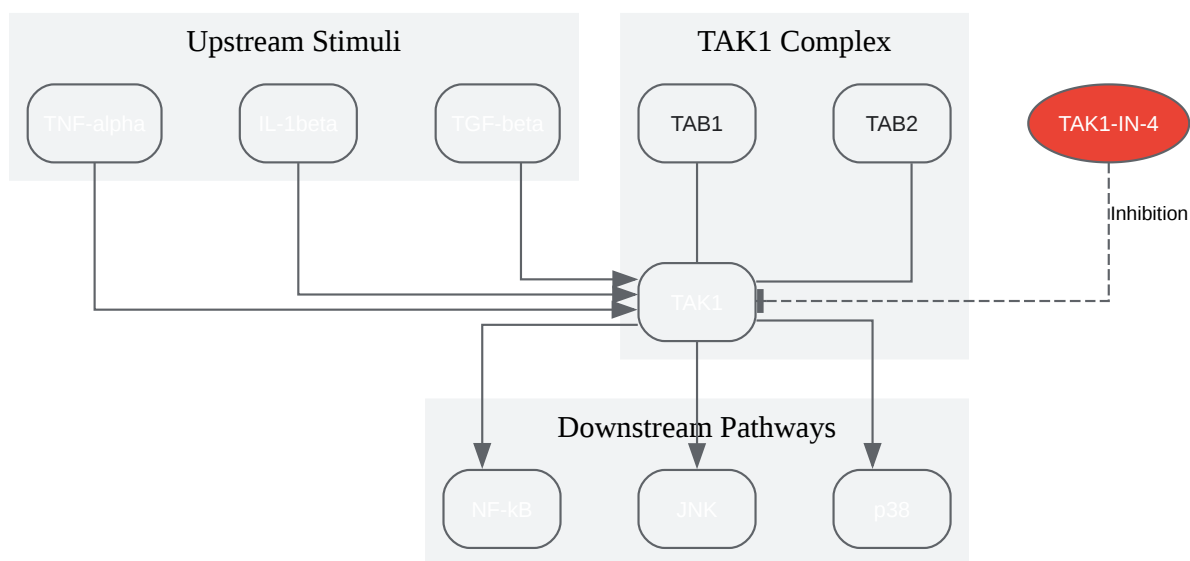 Upstream Stimuli
TAK1 Complex
TNF-alpha
IL-1beta
TGF-beta
TAB1
TAB2
TAK1-IN-4
Inhibition
TAK1
Downstream Pathways
NF-kB
JNK
p38